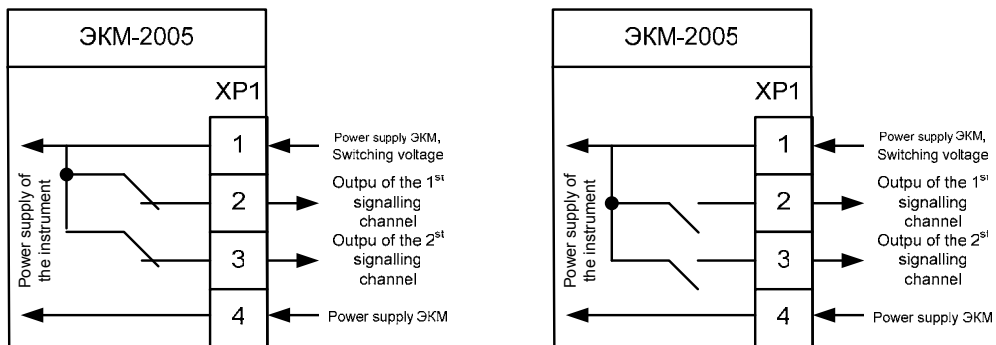 ЭКМ-2005
XP1
1
Power supply ЭКМ,
Switching voltage
2
Outpu of the 1st
signalling
channel
3
Outpu of the 2st
signalling
channel
4
Power supply ЭКМ
Power supply of
the instrument
ЭКМ-2005
XP1
1
Power supply ЭКМ,
Switching voltage
2
Outpu of the 1st
signalling
channel
3
Outpu of the 2st
signalling
channel
4
Power supply ЭКМ
Power supply of
the instrument